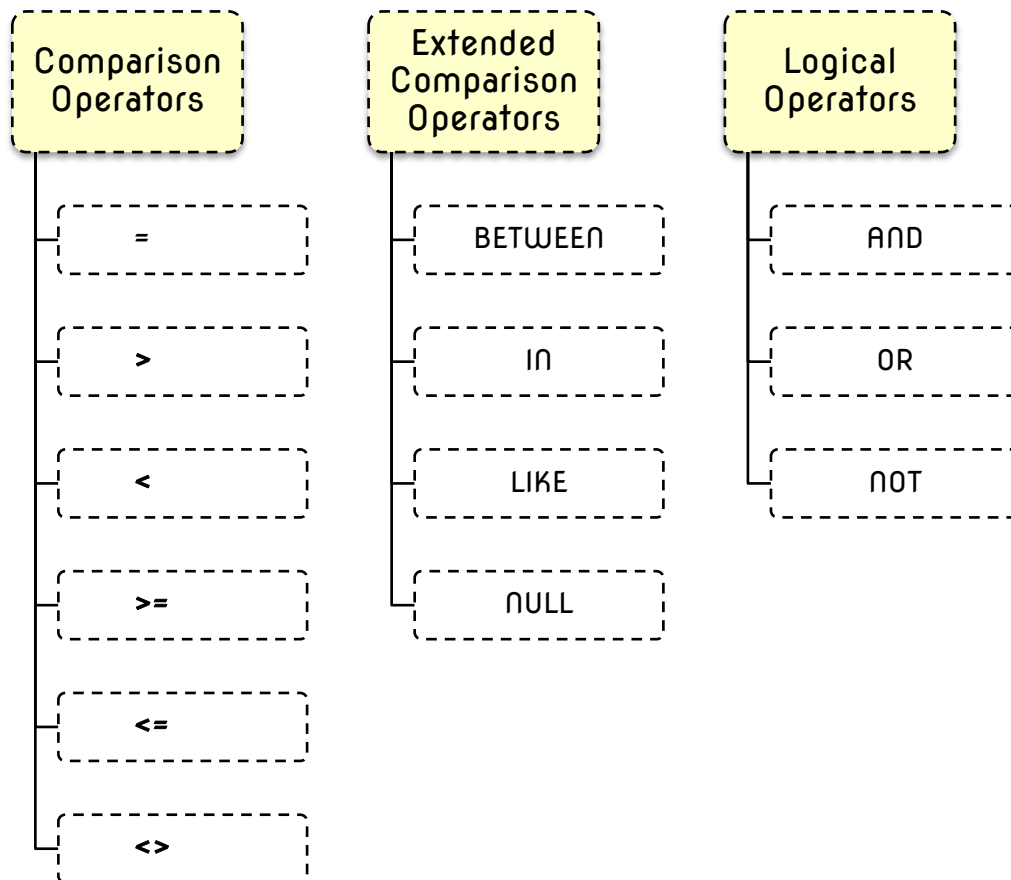 Comparison
Operators
=
>
<
>=
<=
<>
Extended
Comparison
Operators
BETWEEN
IN
LIKE
NULL
Logical
Operators
AND
OR
NOT